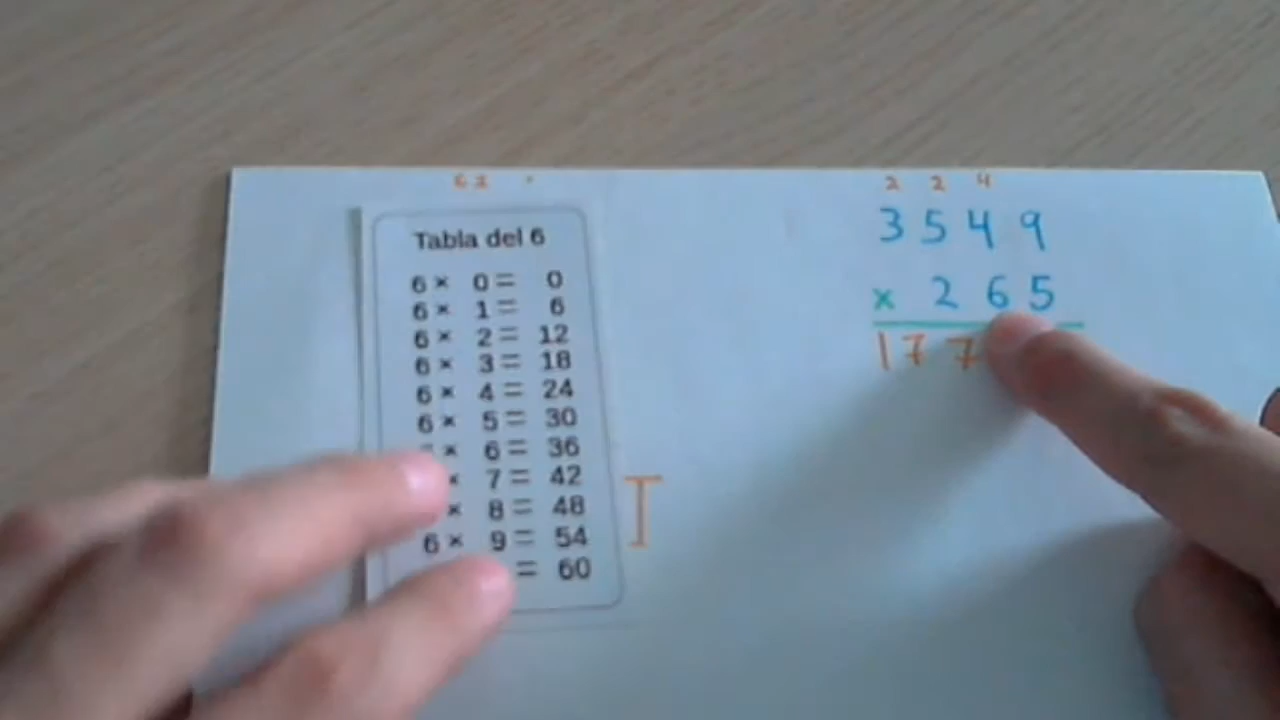 Tabla del 6
6 × 0 = 0
6 × 1 = 6
6 × 2 = 12
6 × 3 = 18
6 × 4 = 24
6 × 5 = 30
× 6 = 36
× 7 = 42
× 8 = 48
6 × 9 = 54
= 60
2 2 4
3 5 4 9
x 2 6 5
1 7 7